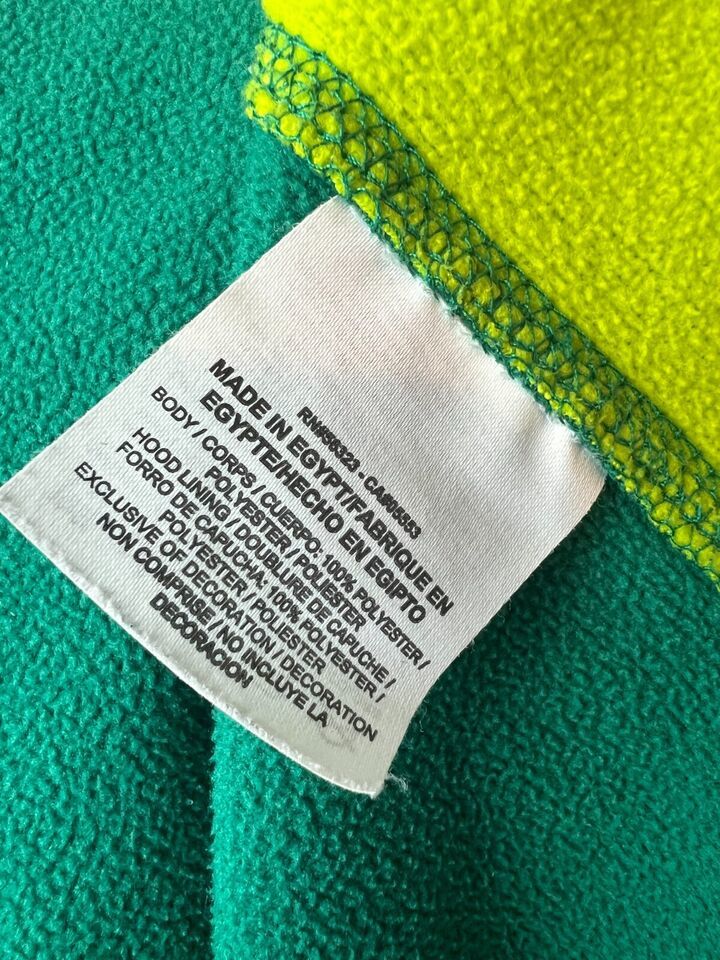 RN#56323 - CA#05553
MADE IN EGYPT/FABRIQUE EN
EGYPTE/HECHO EN EGIPTO
BODY / CORPS / CUERPO: 100% POLYESTER /
POLYESTER / POLIESTER
HOOD LINING / DOUBLURE DE CAPUCHE /
FORRO DE CAPUCHA: 100% POLYESTER /
POLYESTER / POLIESTER
EXCLUSIVE OF DECORATION / DECORATION
NON COMPRISE / NO INCLUYE LA
DECORACION